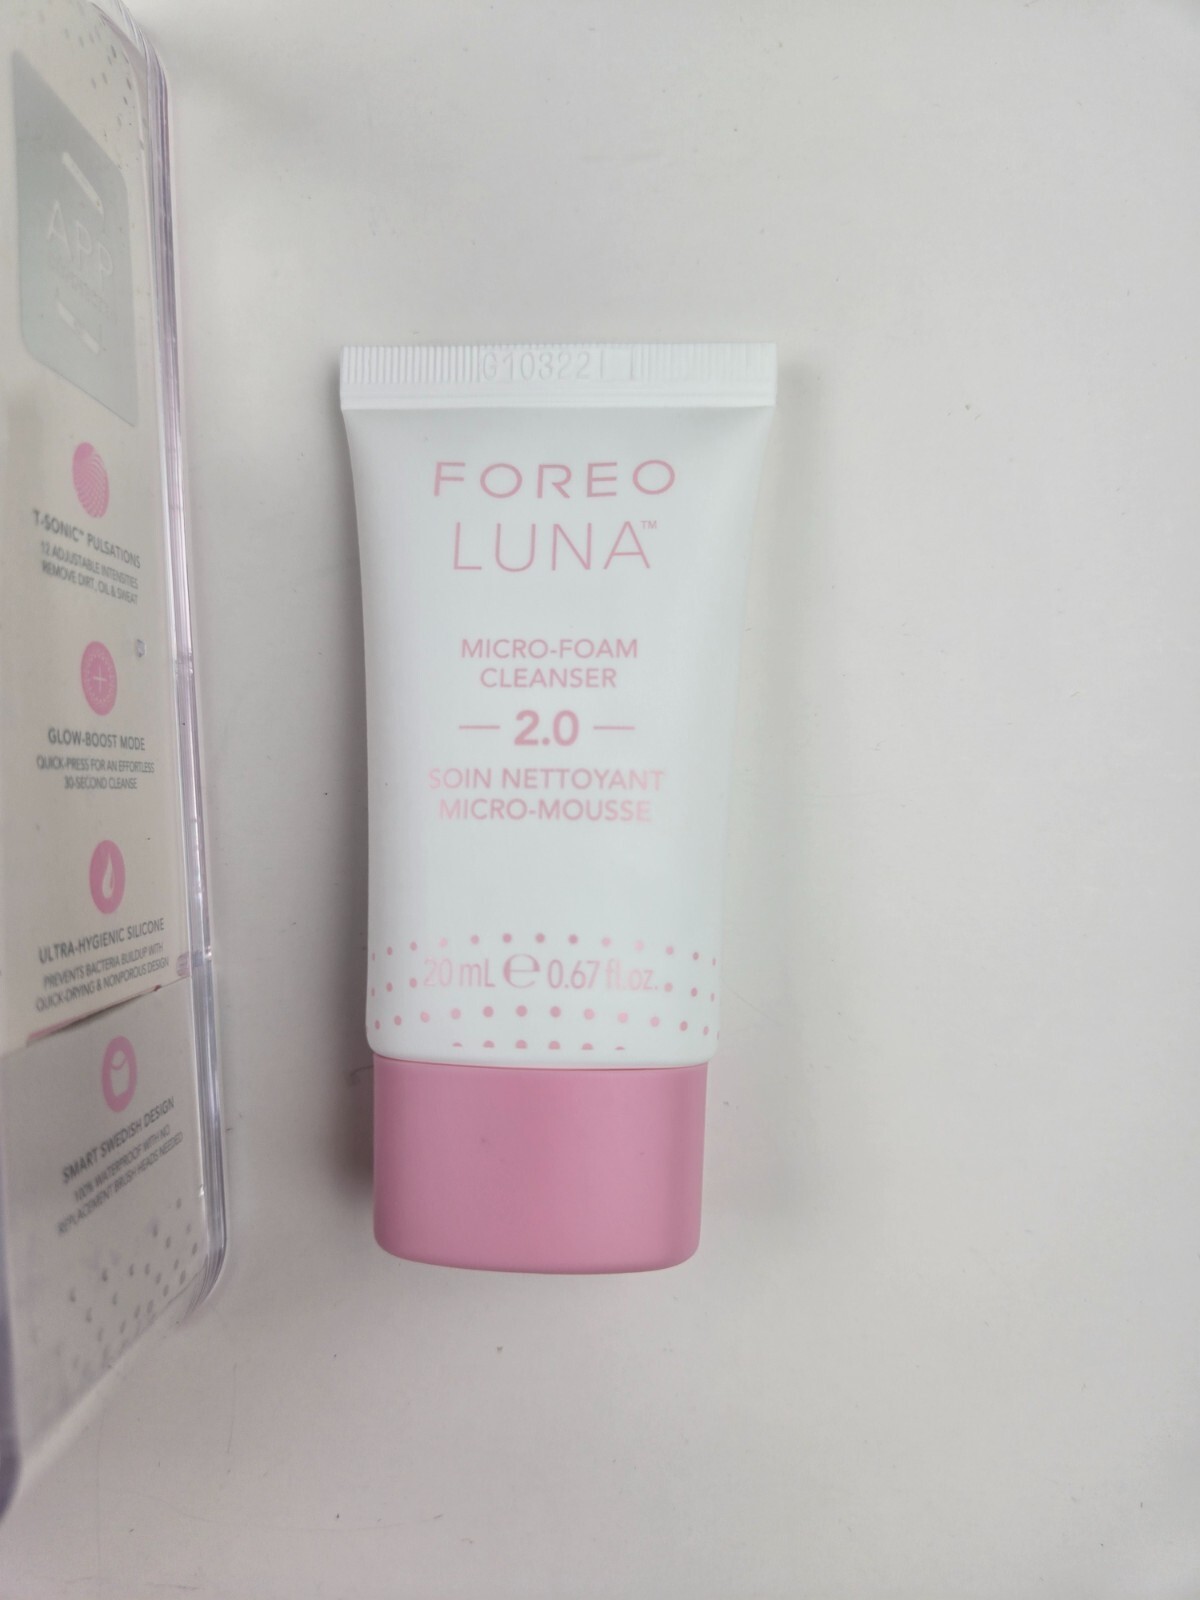 APP
T-SONIC™ PULSATIONS
12 ADJUSTABLE INTENSITIES
REMOVE DIRT, OIL & SWEAT
GLOW-BOOST MODE
QUICK-PRESS FOR AN EFFORTLESS
30-SECOND CLEANSE
ULTRA-HYGIENIC SILICONE
PREVENTS BACTERIA BUILDUP WITH
QUICK-DRYING & NONPOROUS DESIGN
SMART SWEDISH DESIGN
100% WATERPROOF WITH NO
REPLACEMENT BRUSH HEADS NEEDED
G10322
FOREO
LUNA™
MICRO-FOAM
CLEANSER
— 2.0 —
SOIN NETTOYANT
MICRO-MOUSSE
20 mL ℮ 0.67 fl.oz.